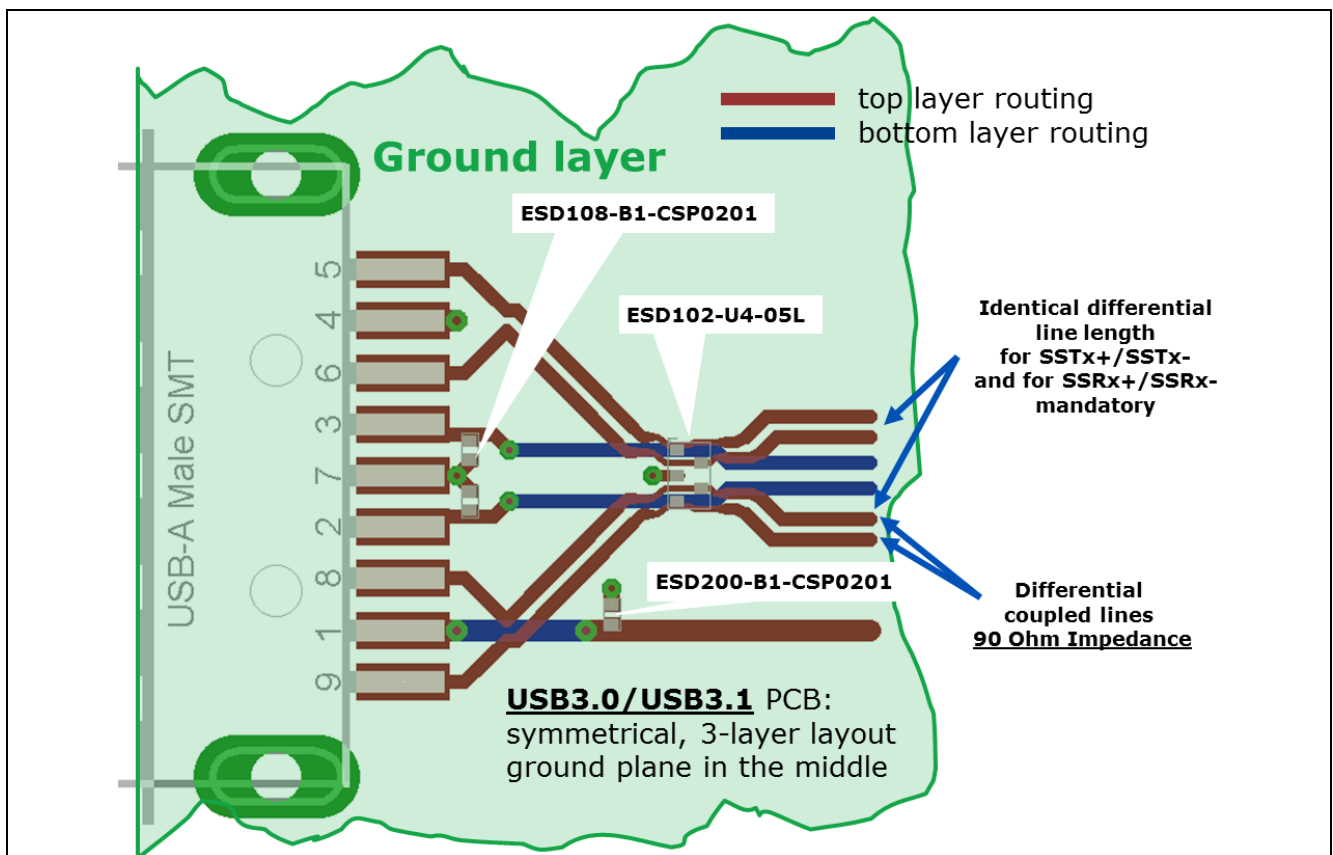 top layer routing
bottom layer routing
Ground layer
ESD108-B1-CSP0201
ESD102-U4-05L
Identical differential
line length
for SSTx+/SSTx-
and for SSRx+/SSRx-
mandatory
USB-A Male SMT
5
4
6
3
7
2
8
1
9
ESD200-B1-CSP0201
Differential
coupled lines
90 Ohm Impedance
USB3.0/USB3.1 PCB:
symmetrical, 3-layer layout
ground plane in the middle